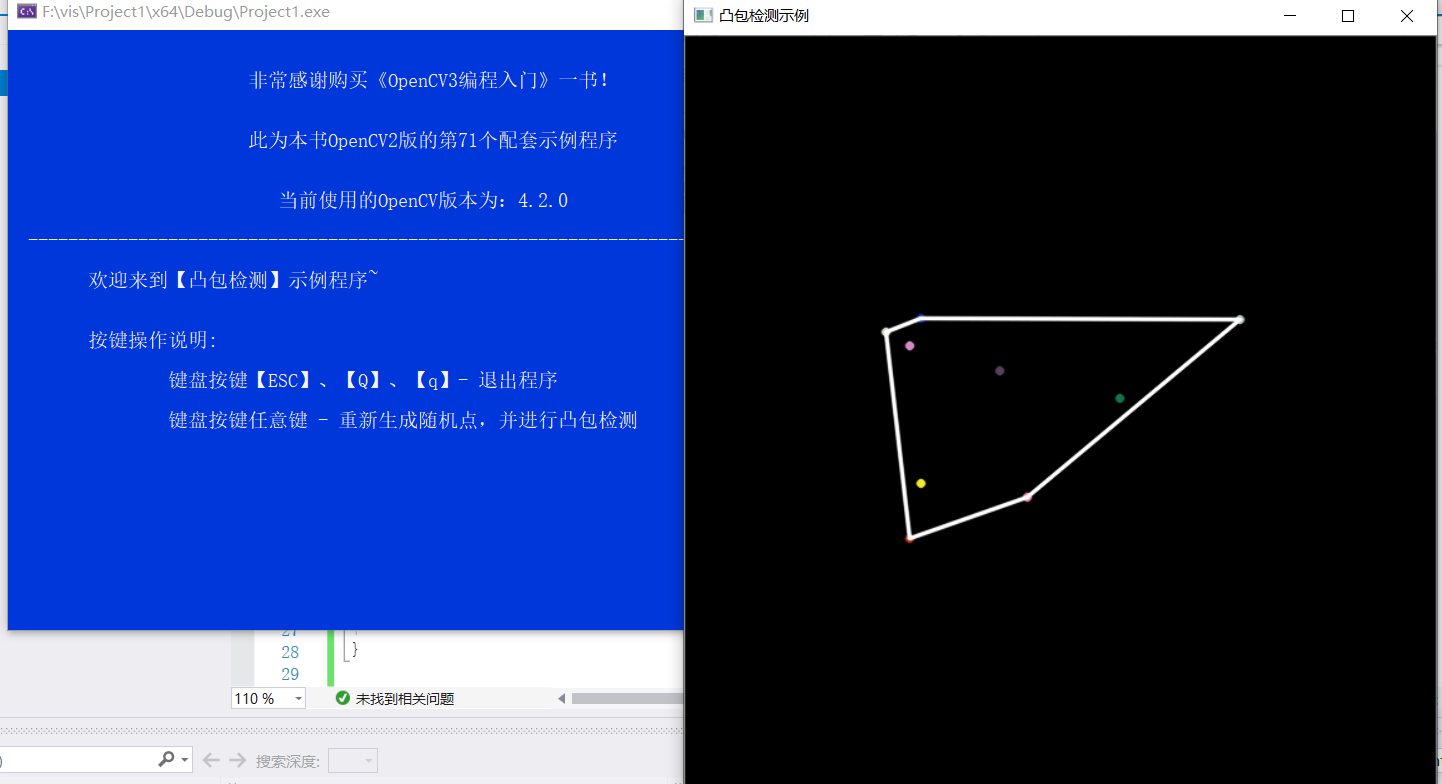 F:\vis\Project1\x64\Debug\Project1.exe
非常感谢购买《OpenCV3编程入门》一书!
此为本书OpenCV2版的第71个配套示例程序
当前使用的OpenCV版本为: 4.2.0
欢迎来到【凸包检测】示例程序~
按键操作说明:
键盘按键【ESC】、【Q】、【q】- 退出程序
键盘按键任意键 - 重新生成随机点，并进行凸包检测
凸包检测示例
27
28 }
29
110 %
未找到相关问题
搜索深度: